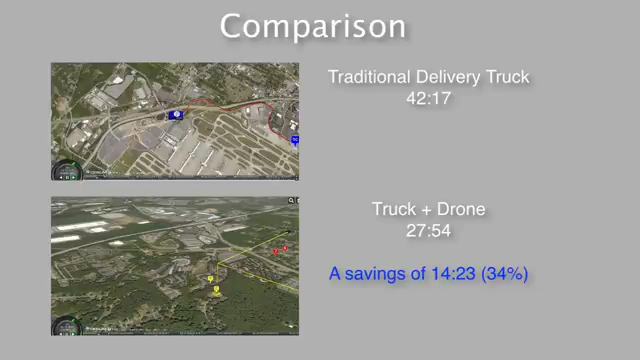 Comparison
Traditional Delivery Truck
42:17
Truck + Drone
27:54
A savings of 14:23 (34%)